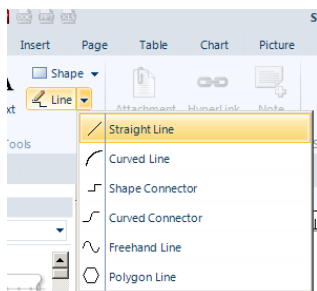 Insert Page Table Chart Picture
Shape
Line
Attachment HyperLink Note
Tools
Straight Line
Curved Line
Shape Connector
Curved Connector
Freehand Line
Polygon Line